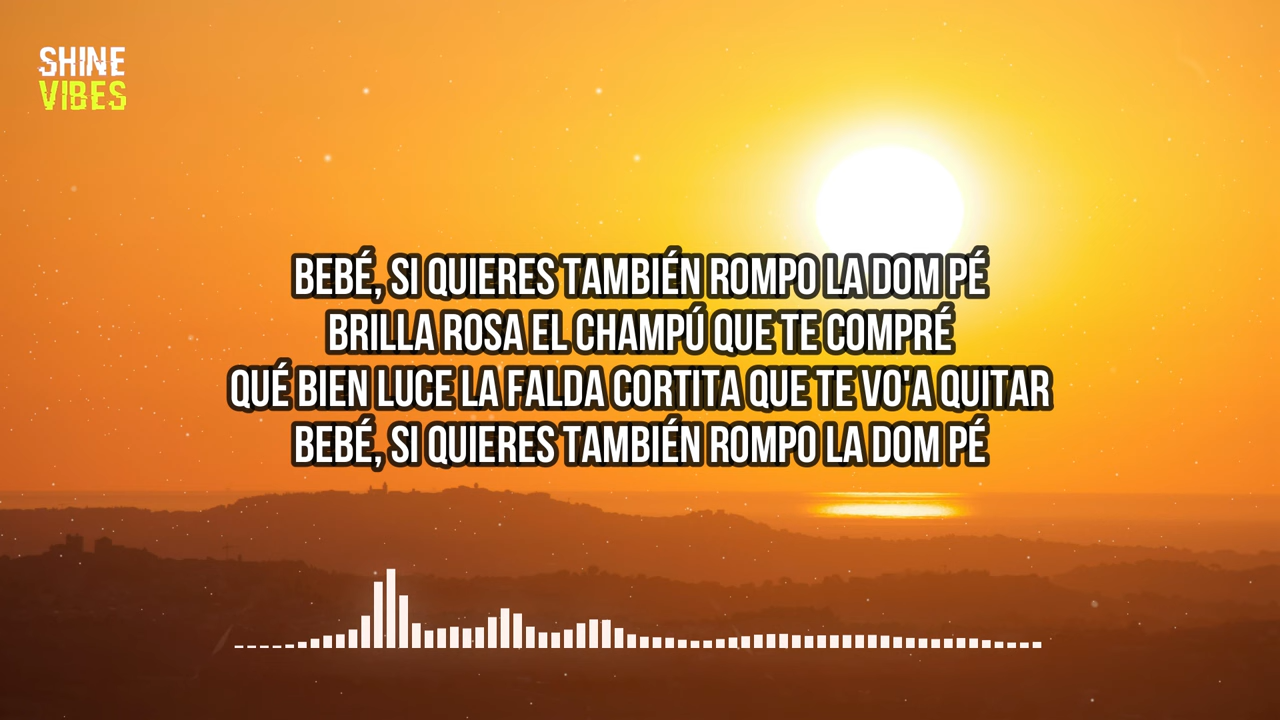 SHINE
VIBES
BEBÉ, SI QUIERES TAMBIÉN ROMPO LA DOM PÉ
BRILLA ROSA EL CHAMPÚ QUE TE COMPRÉ
QUÉ BIEN LUCE LA FALDA CORTITA QUE TE VO'A QUITAR
BEBÉ, SI QUIERES TAMBIÉN ROMPO LA DOM PÉ